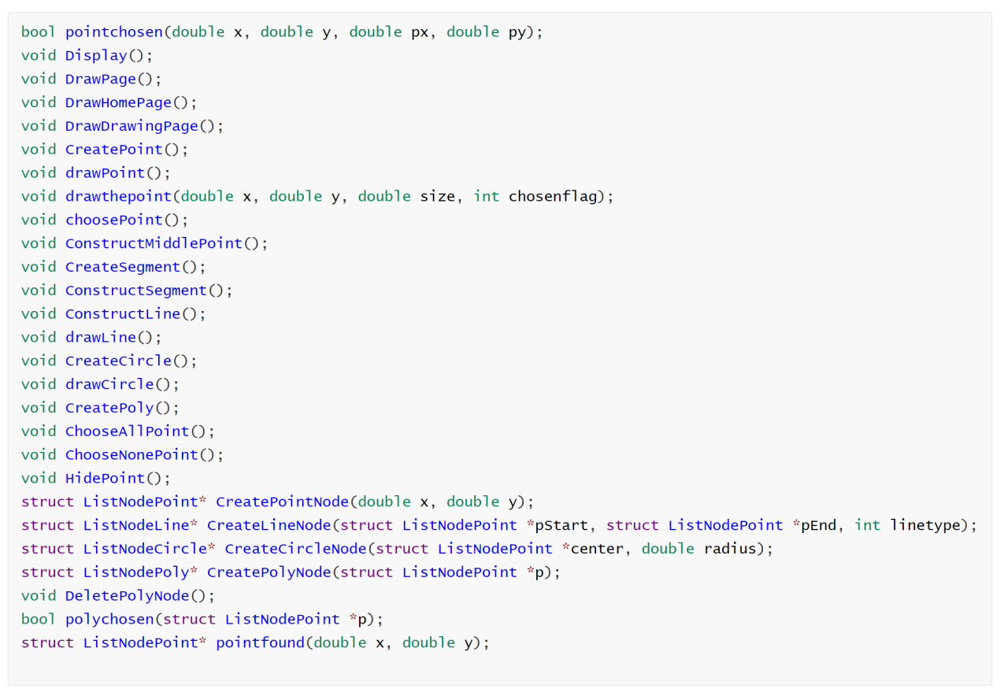 bool pointchosen(double x, double y, double px, double py);
void Display();
void DrawPage();
void DrawHomePage();
void DrawDrawingPage();
void CreatePoint();
void drawPoint();
void drawthepoint(double x, double y, double size, int chosenflag);
void choosePoint();
void ConstructMiddlePoint();
void CreateSegment();
void ConstructSegment();
void ConstructLine();
void drawLine();
void CreateCircle();
void drawCircle();
void CreatePoly();
void ChooseAllPoint();
void ChooseNonePoint();
void HidePoint();
struct ListNodePoint* CreatePointNode(double x, double y);
struct ListNodeLine* CreateLineNode(struct ListNodePoint *pStart, struct ListNodePoint *pEnd, int linetype);
struct ListNodeCircle* CreateCircleNode(struct ListNodePoint *center, double radius);
struct ListNodePoly* CreatePolyNode(struct ListNodePoint *p);
void DeletePolyNode();
bool polychosen(struct ListNodePoint *p);
struct ListNodePoint* pointfound(double x, double y);